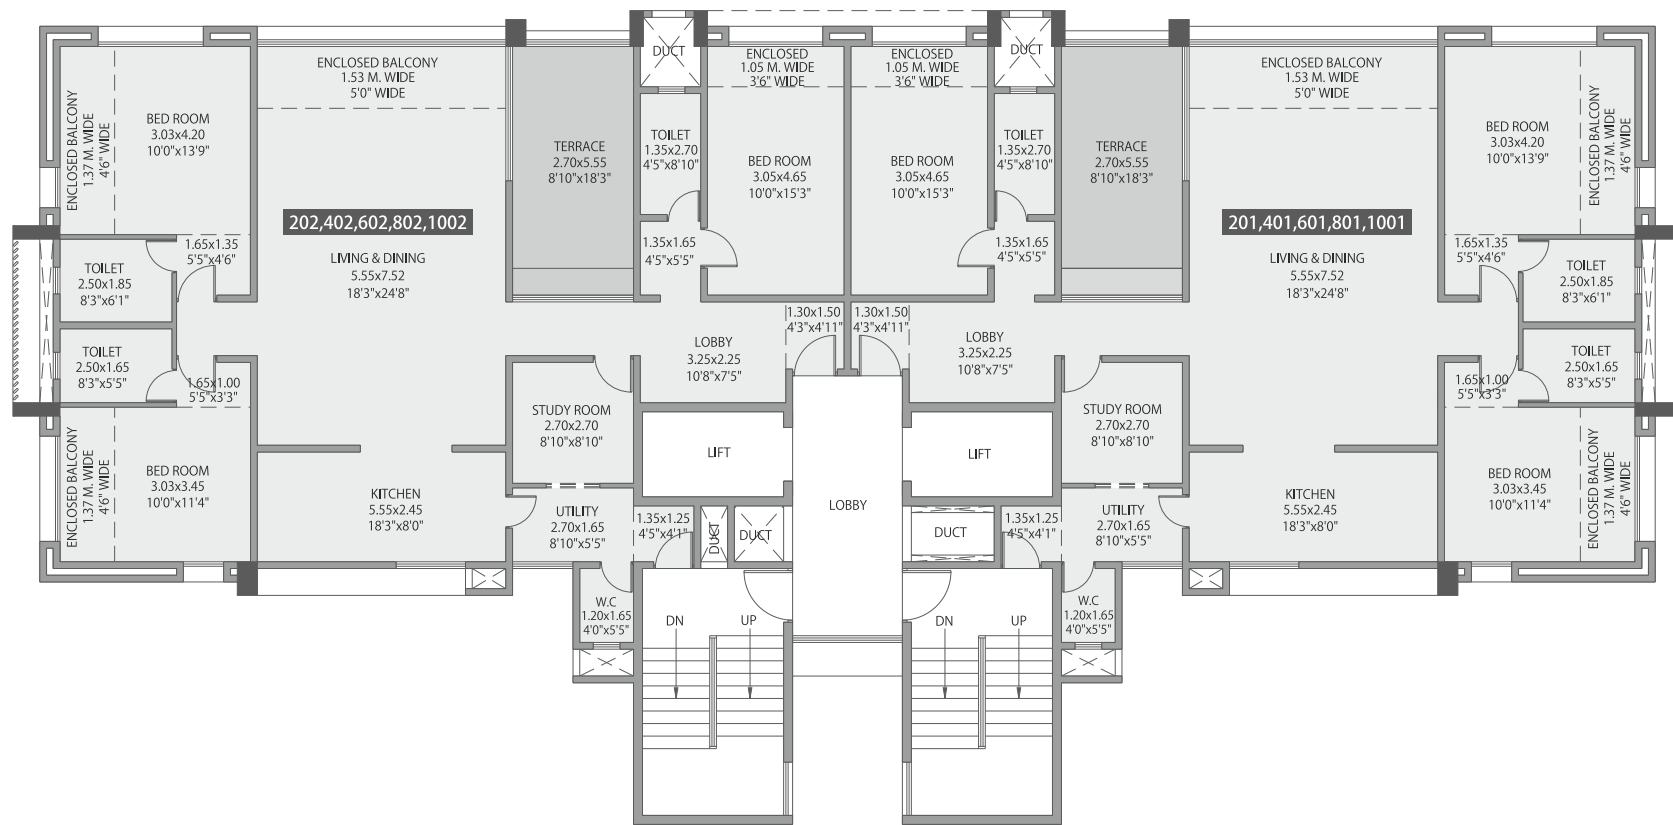 ENCLOSED BALCONY
1.53 M. WIDE
5'0" WIDE
DUCT
ENCLOSED
1.05 M. WIDE
3'6" WIDE
ENCLOSED
1.05 M. WIDE
3'6" WIDE
DUCT
ENCLOSED BALCONY
1.53 M. WIDE
5'0" WIDE
ENCLOSED BALCONY
1.37 M. WIDE
4'6" WIDE
BED ROOM
3.03x4.20
10'0"x13'9"
TERRACE
2.70x5.55
8'10"x18'3"
TOILET
1.35x2.70
4'5"x8'10"
BED ROOM
3.05x4.65
10'0"x15'3"
BED ROOM
3.05x4.65
10'0"x15'3"
TOILET
1.35x2.70
4'5"x8'10"
TERRACE
2.70x5.55
8'10"x18'3"
BED ROOM
3.03x4.20
10'0"x13'9"
ENCLOSED BALCONY
1.37 M. WIDE
4'6" WIDE
202,402,602,802,1002
201,401,601,801,1001
1.65x1.35
5'5"x4'6"
LIVING & DINING
5.55x7.52
18'3"x24'8"
1.35x1.65
4'5"x5'5"
1.35x1.65
4'5"x5'5"
LIVING & DINING
5.55x7.52
18'3"x24'8"
1.65x1.35
5'5"x4'6"
TOILET
2.50x1.85
8'3"x6'1"
TOILET
2.50x1.85
8'3"x6'1"
1.30x1.50
4'3"x4'11"
1.30x1.50
4'3"x4'11"
TOILET
2.50x1.65
8'3"x5'5"
LOBBY
3.25x2.25
10'8"x7'5"
LOBBY
3.25x2.25
10'8"x7'5"
TOILET
2.50x1.65
8'3"x5'5"
1.65x1.00
5'5"x3'3"
1.65x1.00
5'5"x3'3"
STUDY ROOM
2.70x2.70
8'10"x8'10"
STUDY ROOM
2.70x2.70
8'10"x8'10"
ENCLOSED BALCONY
1.37 M. WIDE
4'6" WIDE
BED ROOM
3.03x3.45
10'0"x11'4"
LIFT
LIFT
BED ROOM
3.03x3.45
10'0"x11'4"
ENCLOSED BALCONY
1.37 M. WIDE
4'6" WIDE
KITCHEN
5.55x2.45
18'3"x8'0"
LOBBY
KITCHEN
5.55x2.45
18'3"x8'0"
UTILITY
2.70x1.65
8'10"x5'5"
1.35x1.25
4'5"x4'1"
DUCT
DUCT
DUCT
1.35x1.25
4'5"x4'1"
UTILITY
2.70x1.65
8'10"x5'5"
W.C
1.20x1.65
4'0"x5'5"
W.C
1.20x1.65
4'0"x5'5"
DN
UP
DN
UP